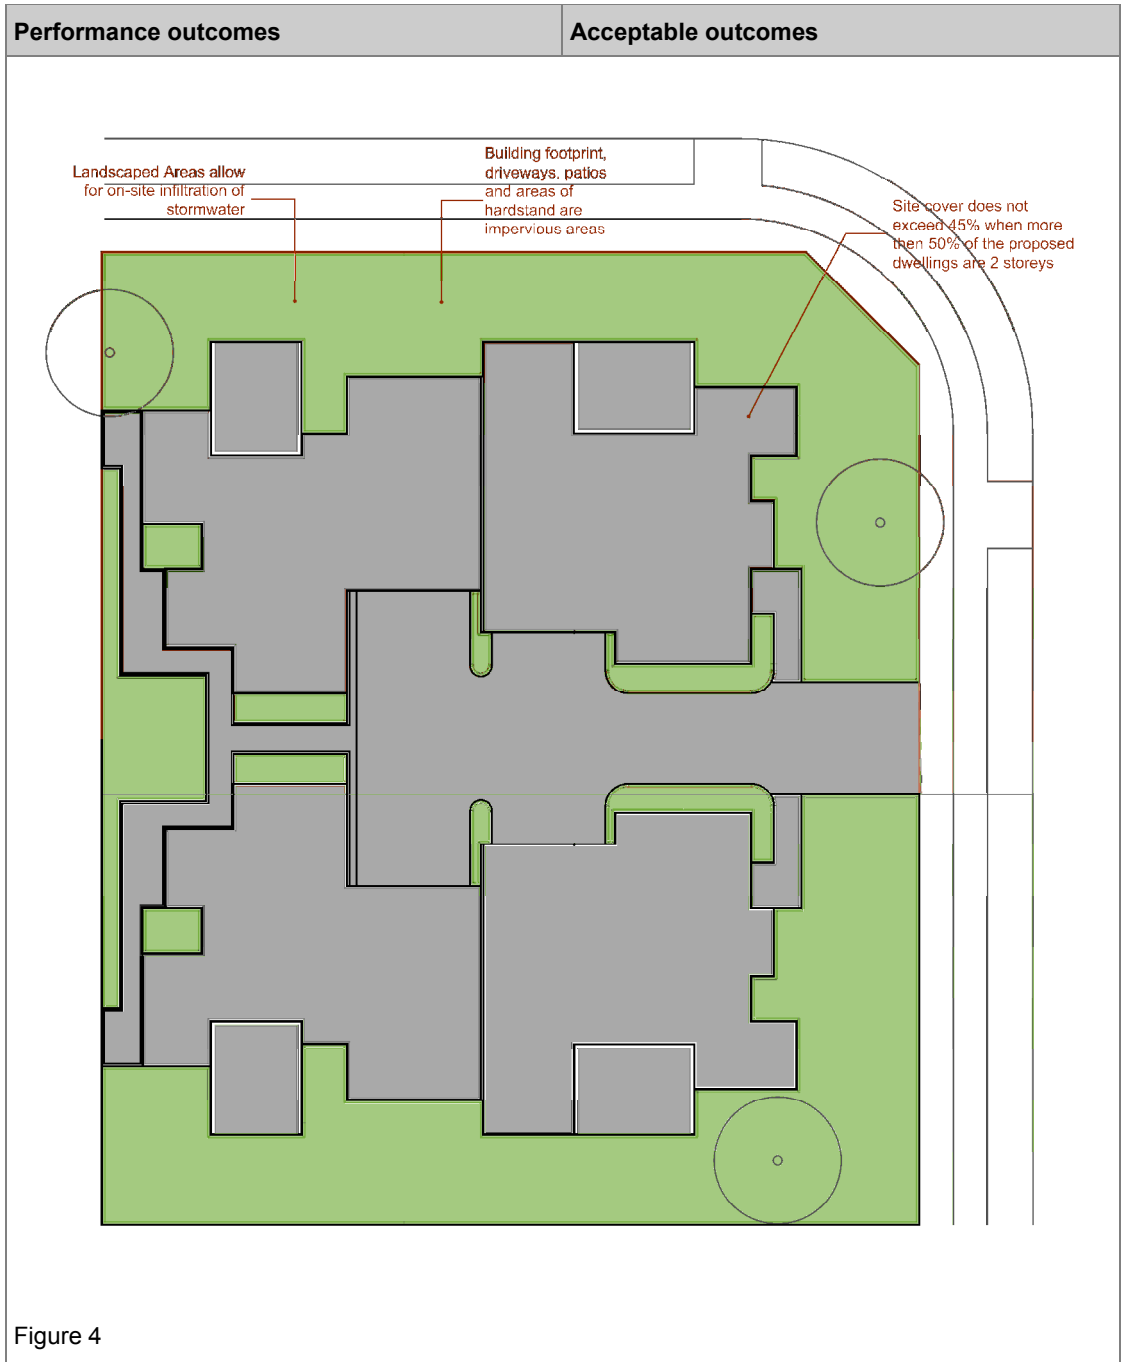 Performance outcomes
Acceptable outcomes
Landscaped Areas allow
for on-site infiltration of
stormwater
Building footprint,
driveways, patios
and areas of
hardstand are
impervious areas
Site cover does not
exceed 45% when more
then 50% of the proposed
dwellings are 2 storeys
Figure 4